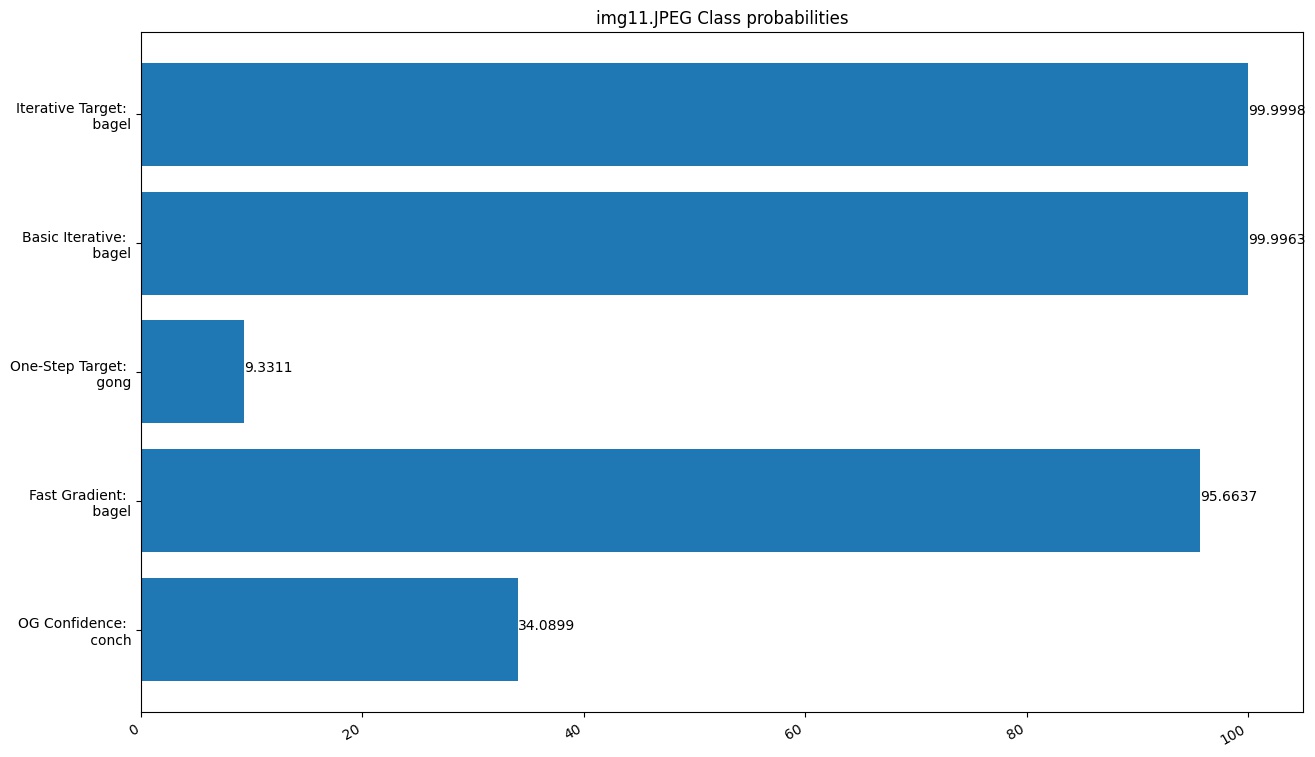 img11.JPEG Class probabilities
Iterative Target:
bagel
99.9998
Basic Iterative:
bagel
99.9963
One-Step Target:
gong
9.3311
Fast Gradient:
bagel
95.6637
OG Confidence:
conch
34.0899
0
20
40
60
80
100